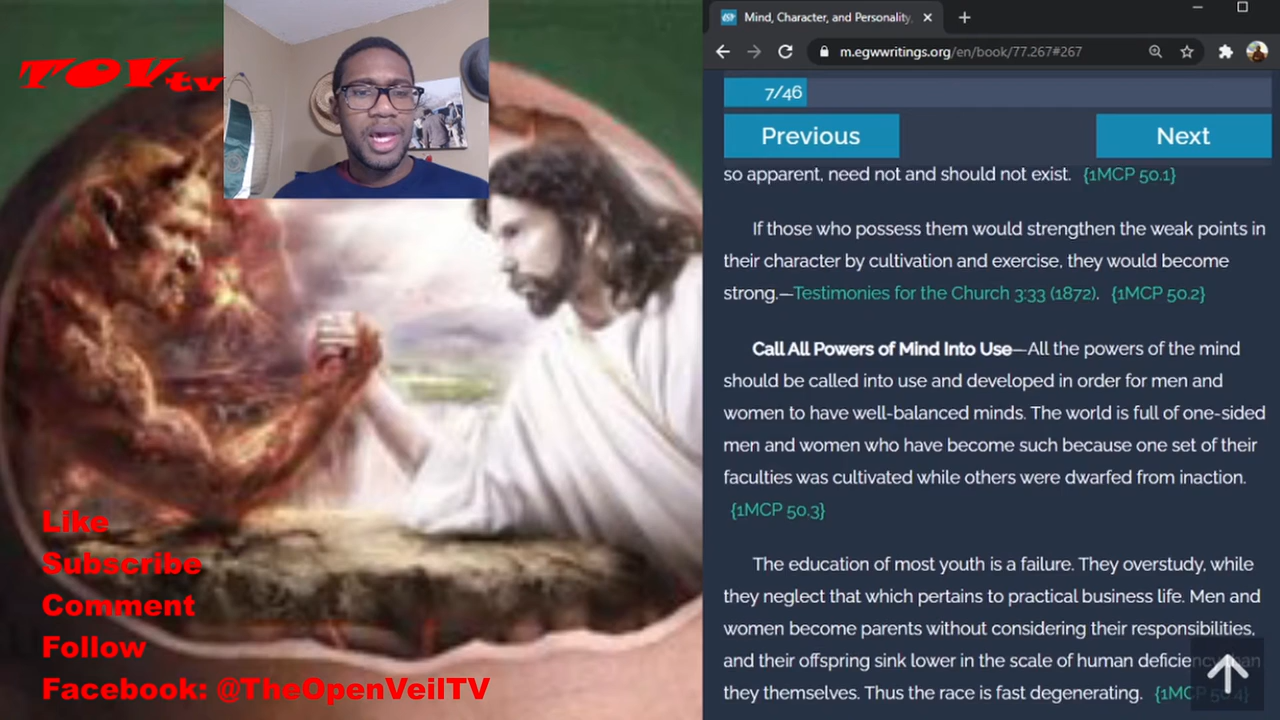 TOVtv
Like
Subscribe
Comment
Follow
Facebook: @TheOpenVeilTV
Mind, Character, and Personality,
m.egwwritings.org/en/book/77.267#267
7/46
Previous
Next
so apparent, need not and should not exist. {1MCP 50.1}
If those who possess them would strengthen the weak points in
their character by cultivation and exercise, they would become
strong.—Testimonies for the Church 3:33 (1872). {1MCP 50.2}
Call All Powers of Mind Into Use—All the powers of the mind
should be called into use and developed in order for men and
women to have well-balanced minds. The world is full of one-sided
men and women who have become such because one set of their
faculties was cultivated while others were dwarfed from inaction.
{1MCP 50.3}
The education of most youth is a failure. They overstudy, while
they neglect that which pertains to practical business life. Men and
women become parents without considering their responsibilities,
and their offspring sink lower in the scale of human deficiency than
they themselves. Thus the race is fast degenerating. {1MCP 50.4}